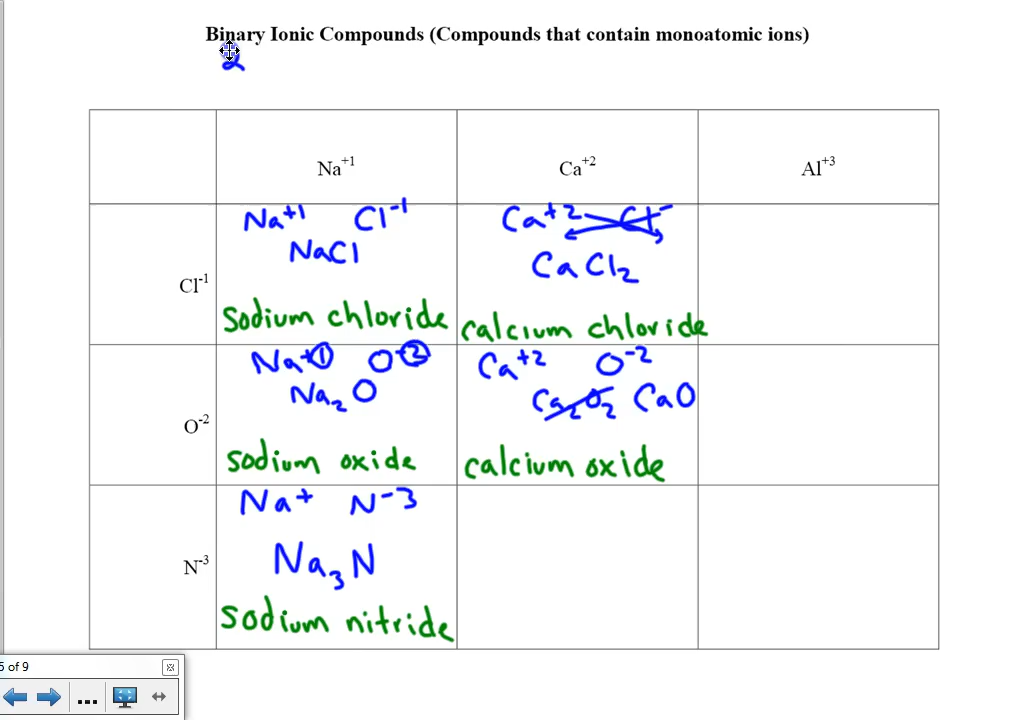 Binary Ionic Compounds (Compounds that contain monoatomic ions)
2
Na+1 Ca+2 Al+3
Na+1 Cl-1 Ca+2 Cl-
NaCl CaCl2
Cl-1
sodium chloride calcium chloride
Na+1 O-2 Ca+2 O-2
Na2O Ca2O2 CaO
O-2
sodium oxide calcium oxide
Na+ N-3
Na3N
N-3
sodium nitride
5 of 9